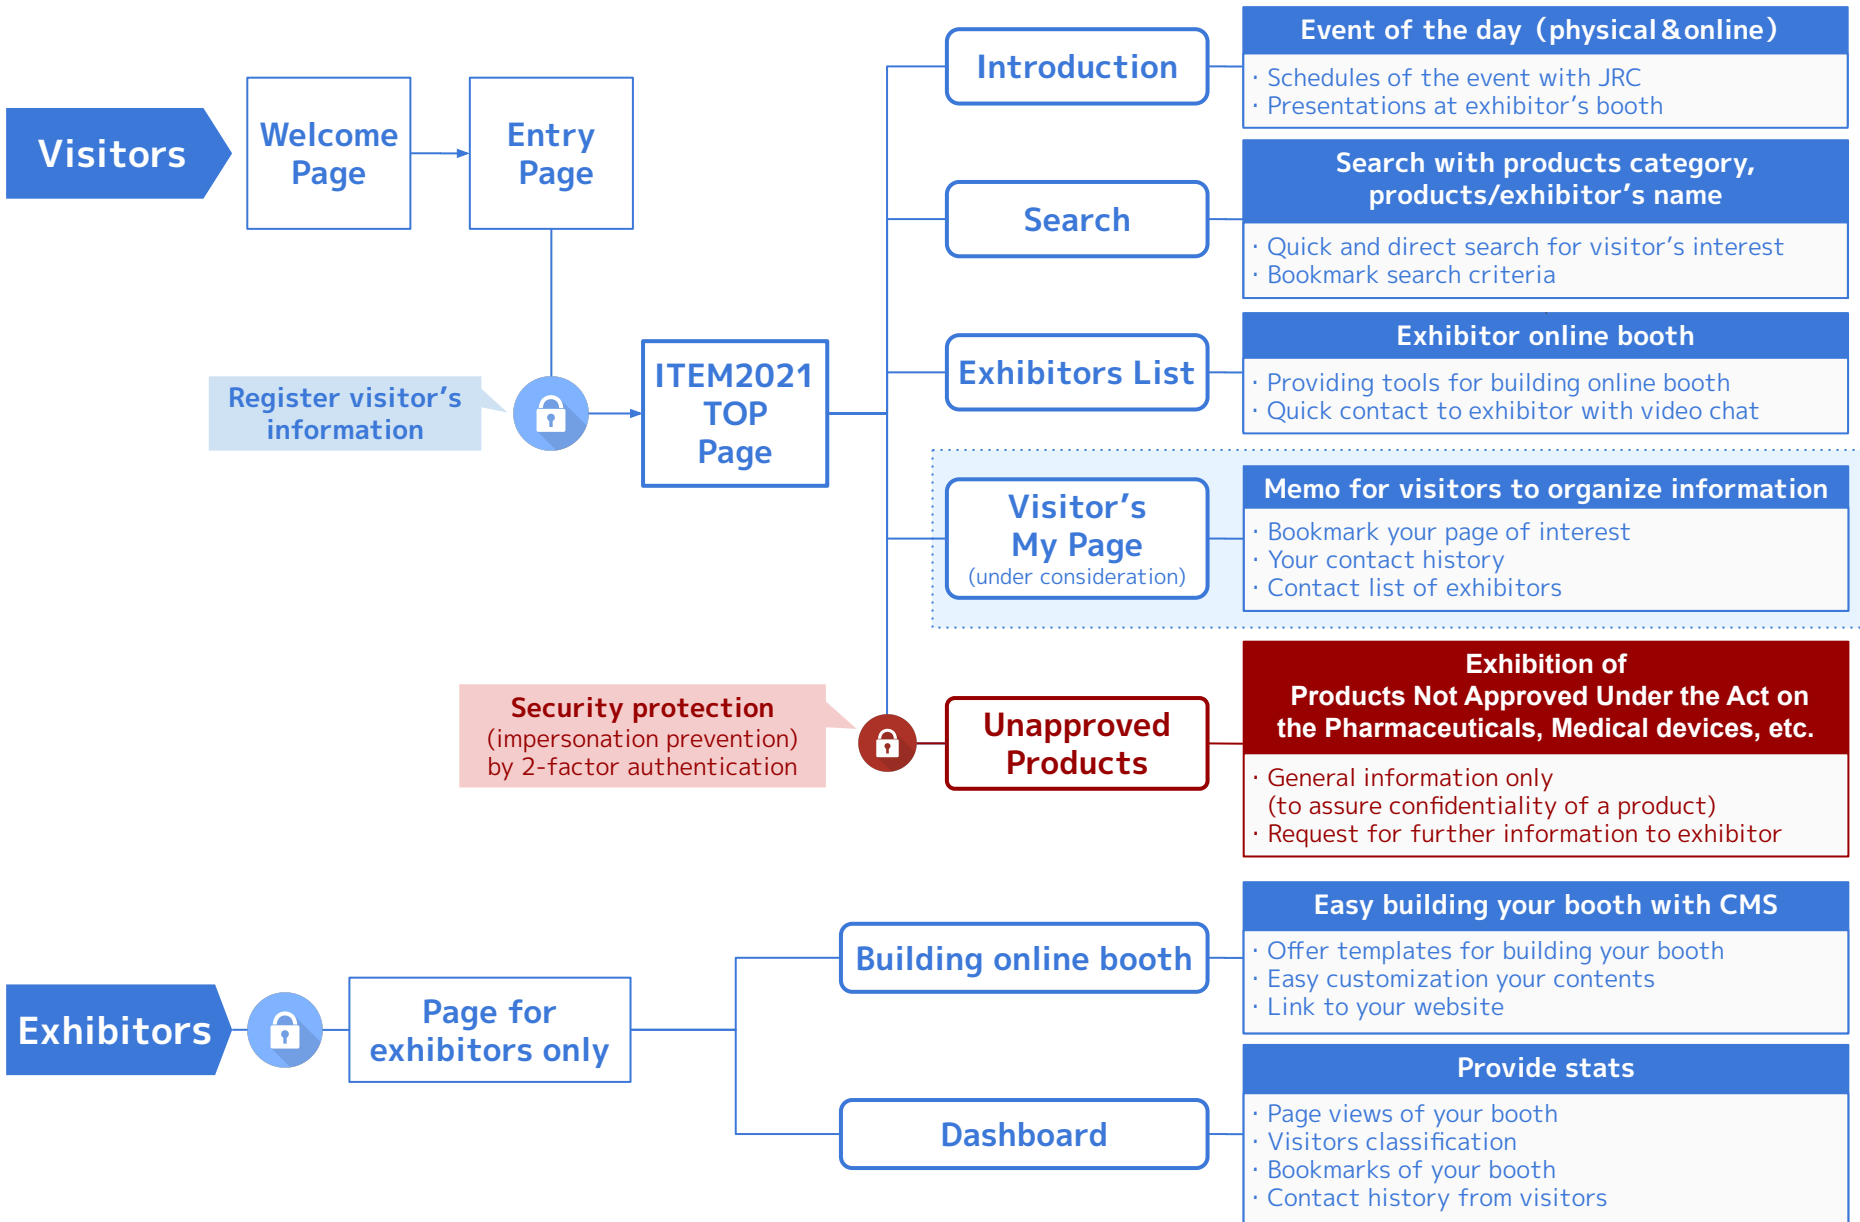 Visitors
Welcome
Page
Entry
Page
Register visitor’s
information
ITEM2021
TOP
Page
Introduction
Event of the day（physical＆online）
· Schedules of the event with JRC
· Presentations at exhibitor’s booth
Search
Search with products category,
products/exhibitor’s name
· Quick and direct search for visitor’s interest
· Bookmark search criteria
Exhibitors List
Exhibitor online booth
· Providing tools for building online booth
· Quick contact to exhibitor with video chat
Visitor’s
My Page
(under consideration)
Memo for visitors to organize information
· Bookmark your page of interest
· Your contact history
· Contact list of exhibitors
Security protection
(impersonation prevention)
by 2-factor authentication
Unapproved
Products
Exhibition of
Products Not Approved Under the Act on
the Pharmaceuticals, Medical devices, etc.
· General information only
(to assure confidentiality of a product)
· Request for further information to exhibitor
Exhibitors
Page for
exhibitors only
Building online booth
Easy building your booth with CMS
· Offer templates for building your booth
· Easy customization your contents
· Link to your website
Dashboard
Provide stats
· Page views of your booth
· Visitors classification
· Bookmarks of your booth
· Contact history from visitors